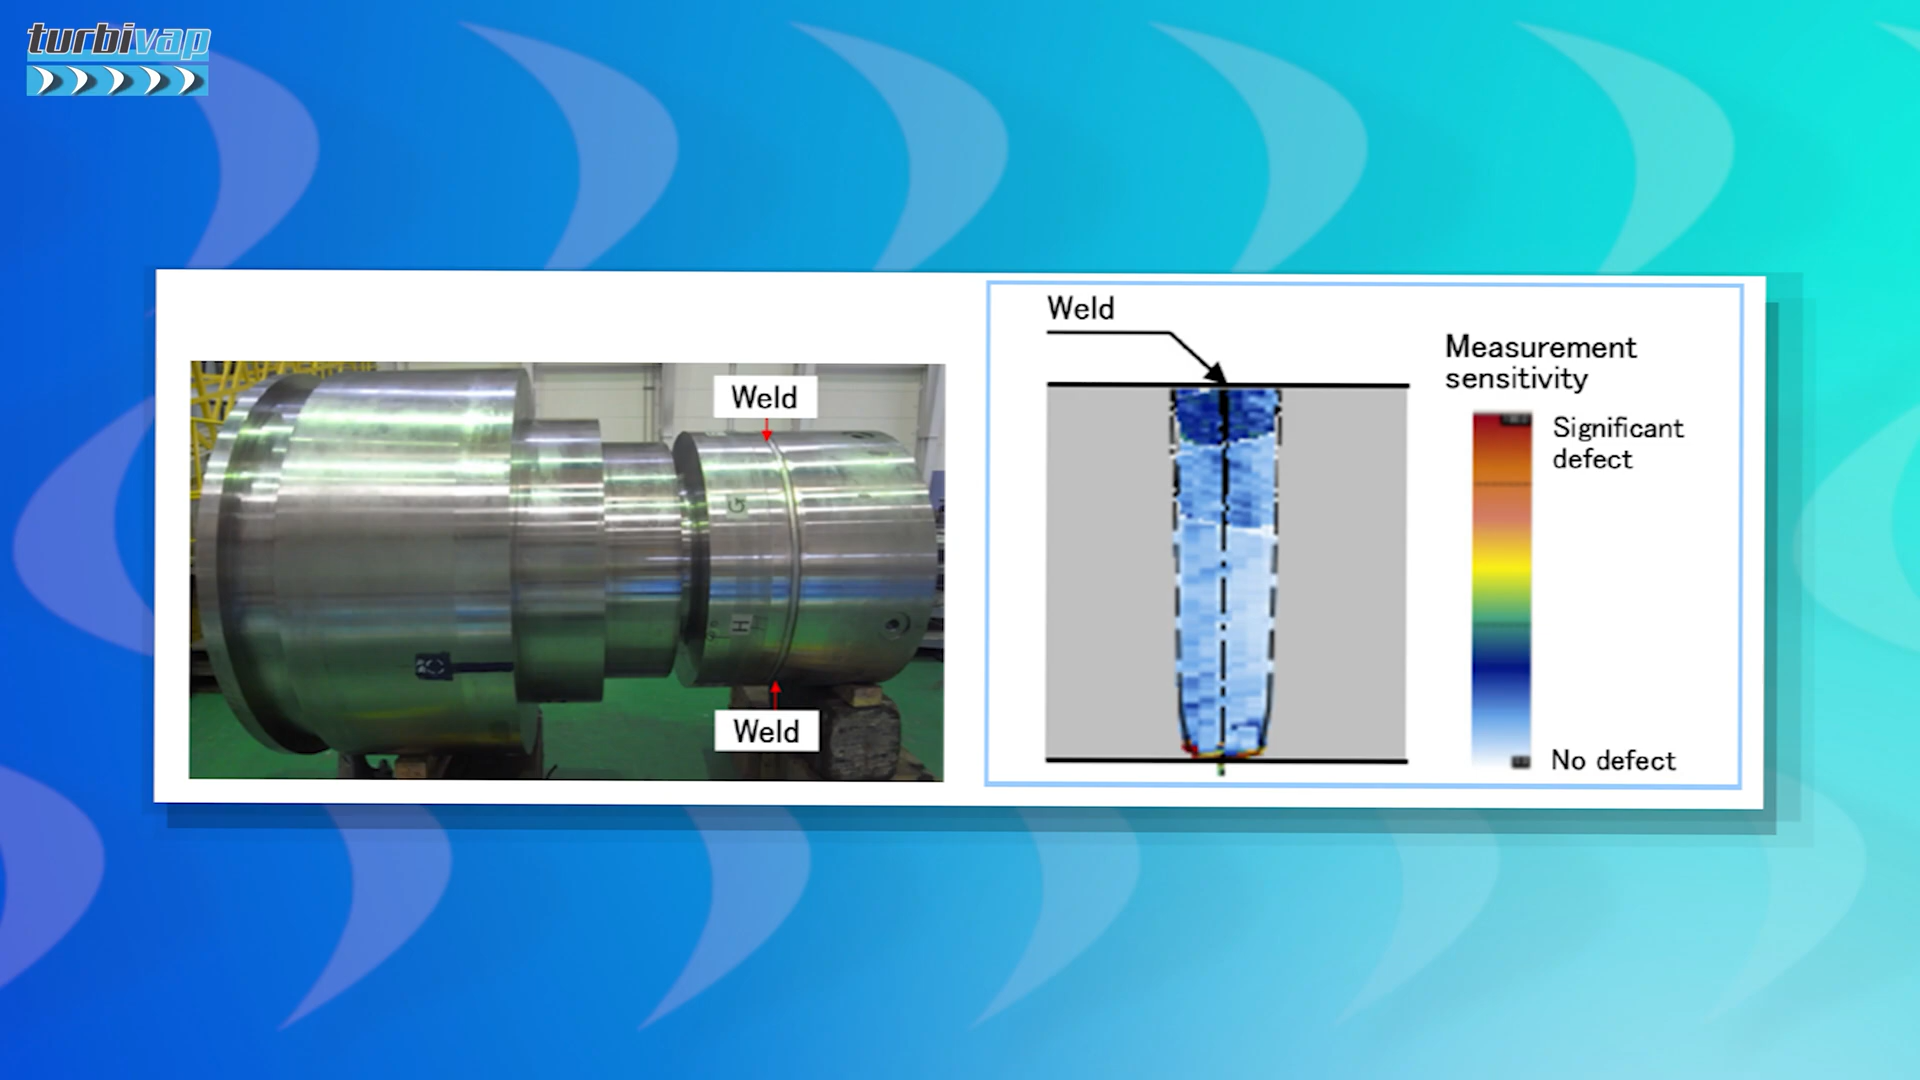 turbivap
Weld
G
H
Weld
Weld
Measurement
sensitivity
Significant
defect
No defect